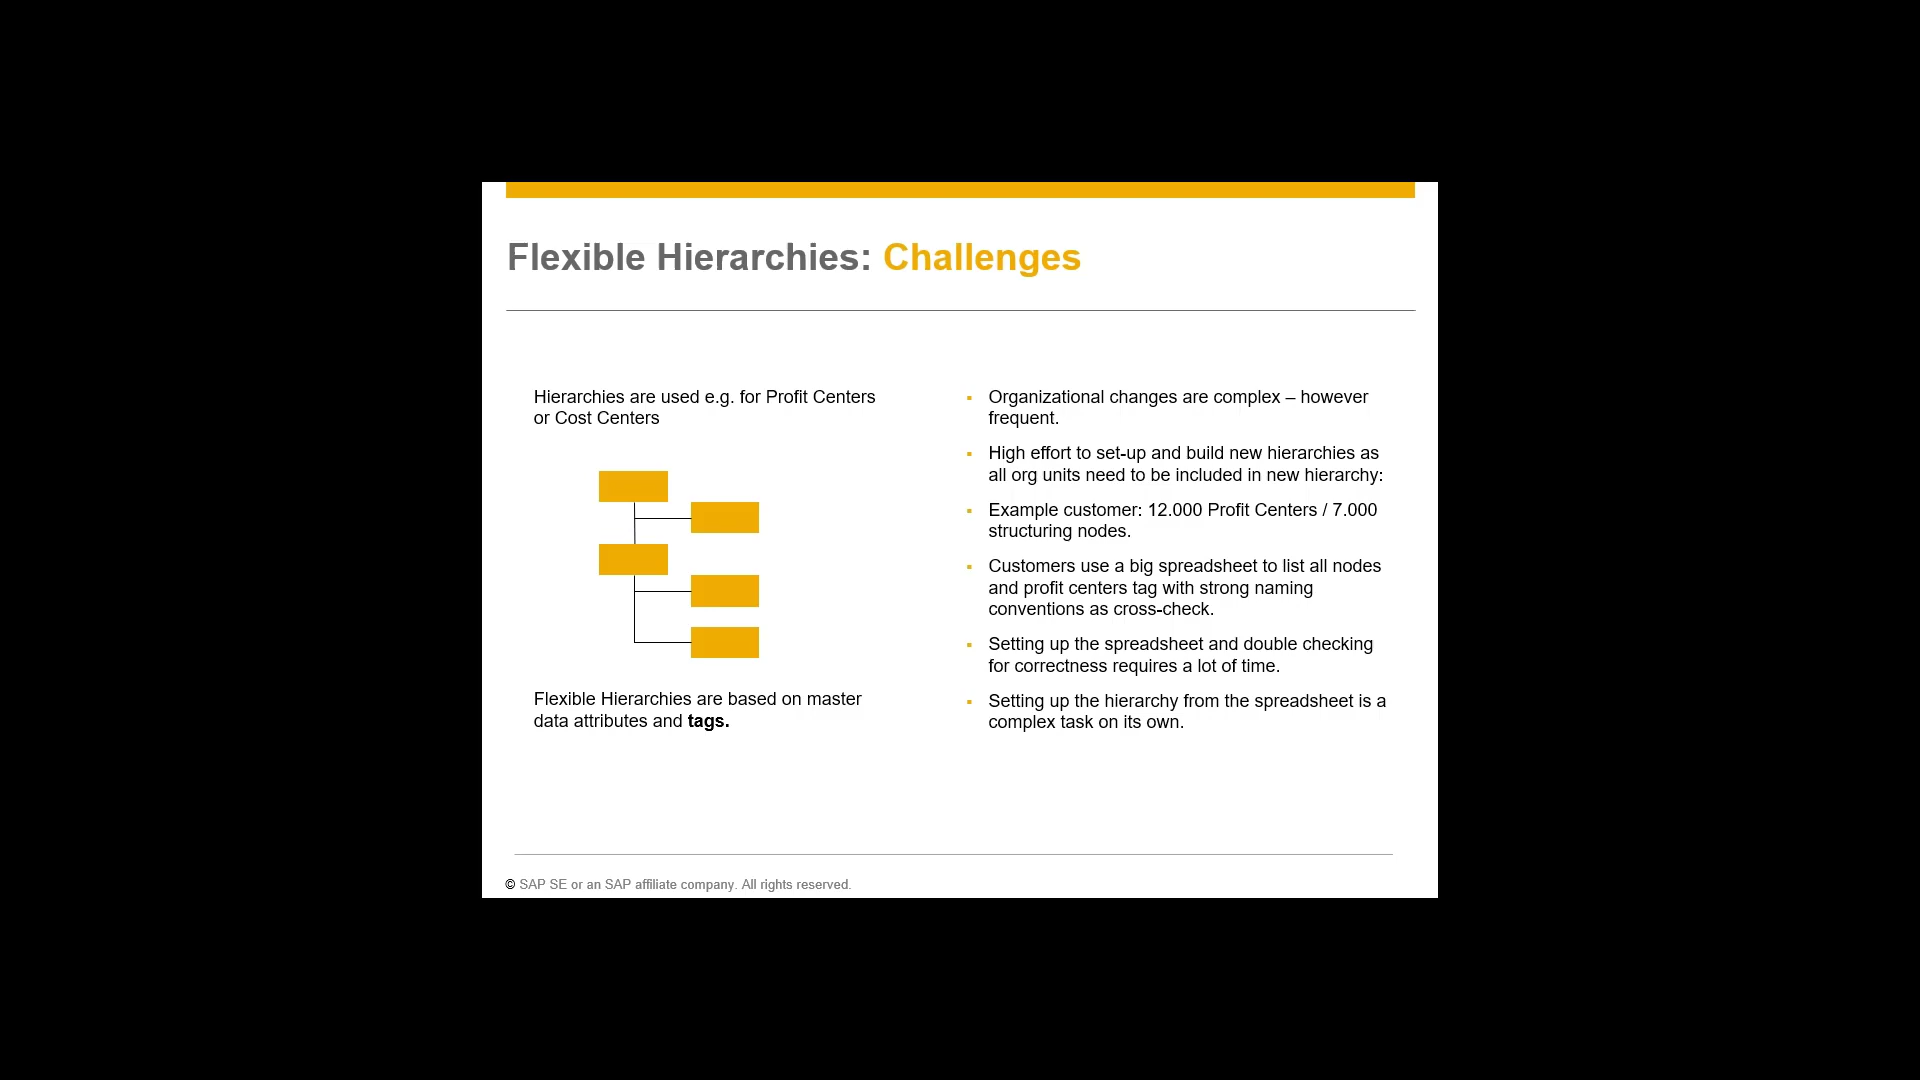 Flexible Hierarchies: Challenges
Hierarchies are used e.g. for Profit Centers
or Cost Centers
Flexible Hierarchies are based on master
data attributes and tags.
▪ Organizational changes are complex – however
frequent.
▪ High effort to set-up and build new hierarchies as
all org units need to be included in new hierarchy:
▪ Example customer: 12.000 Profit Centers / 7.000
structuring nodes.
▪ Customers use a big spreadsheet to list all nodes
and profit centers tag with strong naming
conventions as cross-check.
▪ Setting up the spreadsheet and double checking
for correctness requires a lot of time.
▪ Setting up the hierarchy from the spreadsheet is a
complex task on its own.
© SAP SE or an SAP affiliate company. All rights reserved.